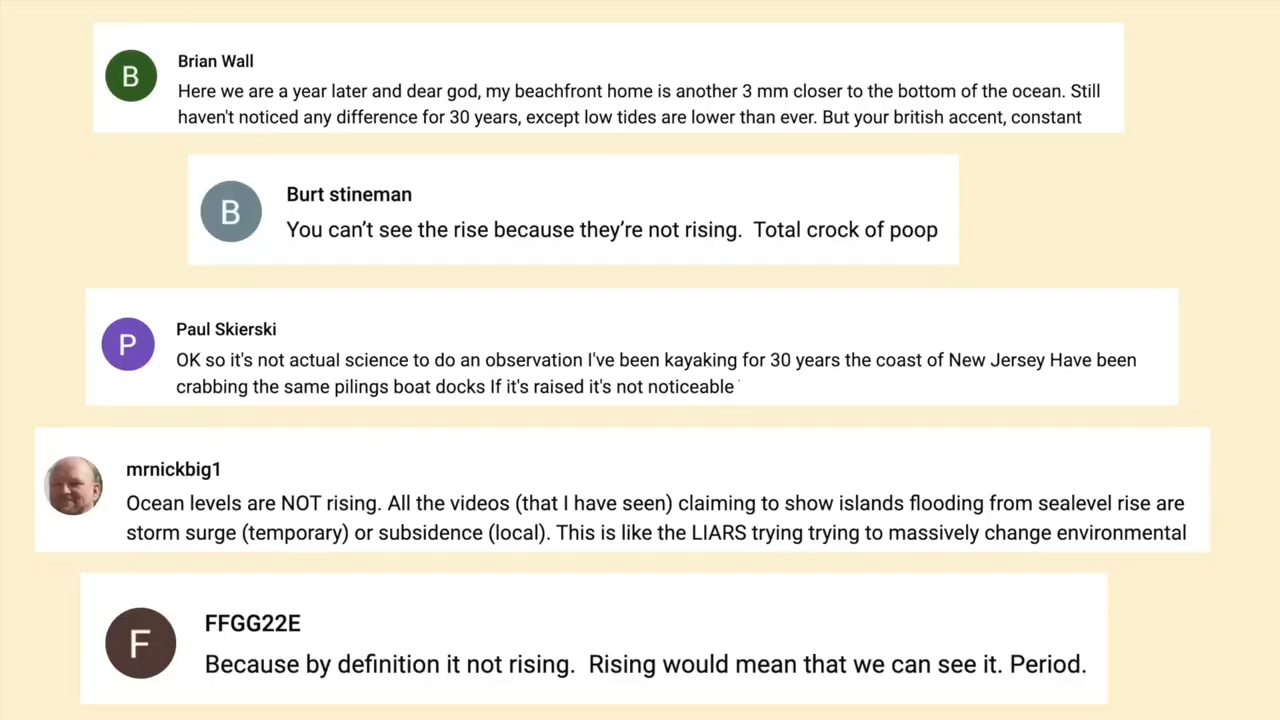 B
Brian Wall
Here we are a year later and dear god, my beachfront home is another 3 mm closer to the bottom of the ocean. Still
haven't noticed any difference for 30 years, except low tides are lower than ever. But your british accent, constant
B
Burt stineman
You can’t see the rise because they’re not rising.  Total crock of poop
P
Paul Skierski
OK so it's not actual science to do an observation I've been kayaking for 30 years the coast of New Jersey Have been
crabbing the same pilings boat docks If it's raised it's not noticeable
mrnickbig1
Ocean levels are NOT rising. All the videos (that I have seen) claiming to show islands flooding from sealevel rise are
storm surge (temporary) or subsidence (local). This is like the LIARS trying trying to massively change environmental
F
FFGG22E
Because by definition it not rising.  Rising would mean that we can see it. Period.